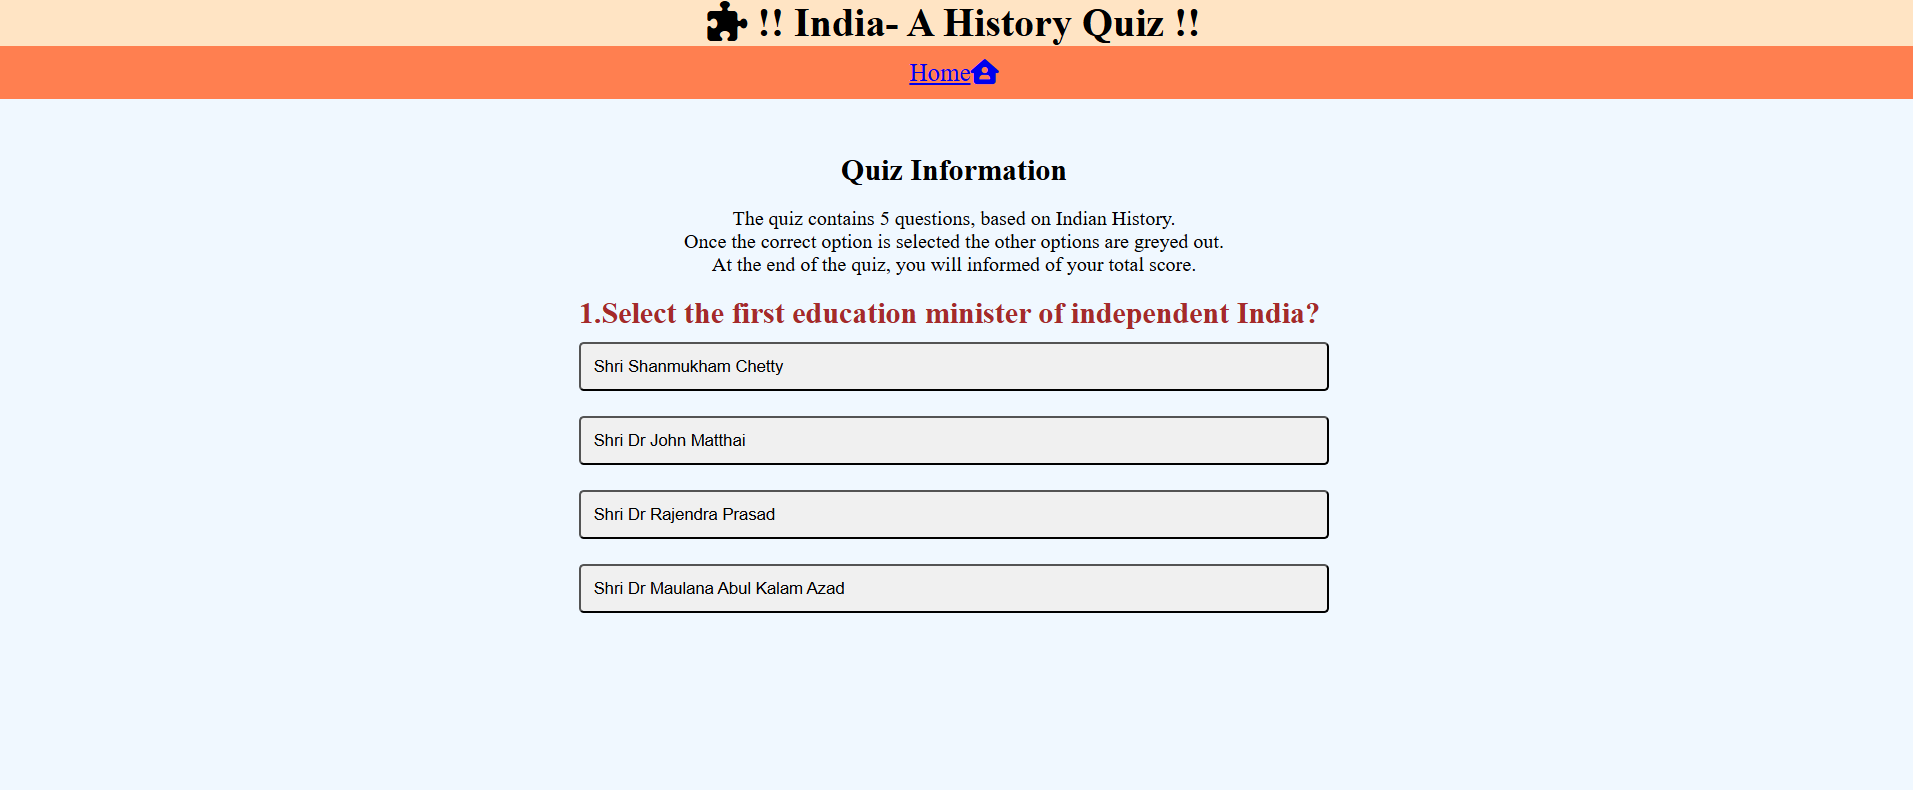 !! India- A History Quiz !!
Home
Quiz Information
The quiz contains 5 questions, based on Indian History.
Once the correct option is selected the other options are greyed out.
At the end of the quiz, you will informed of your total score.
1.Select the first education minister of independent India?
Shri Shanmukham Chetty
Shri Dr John Matthai
Shri Dr Rajendra Prasad
Shri Dr Maulana Abul Kalam Azad